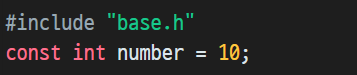 #include "base.h"
const int number = 10;